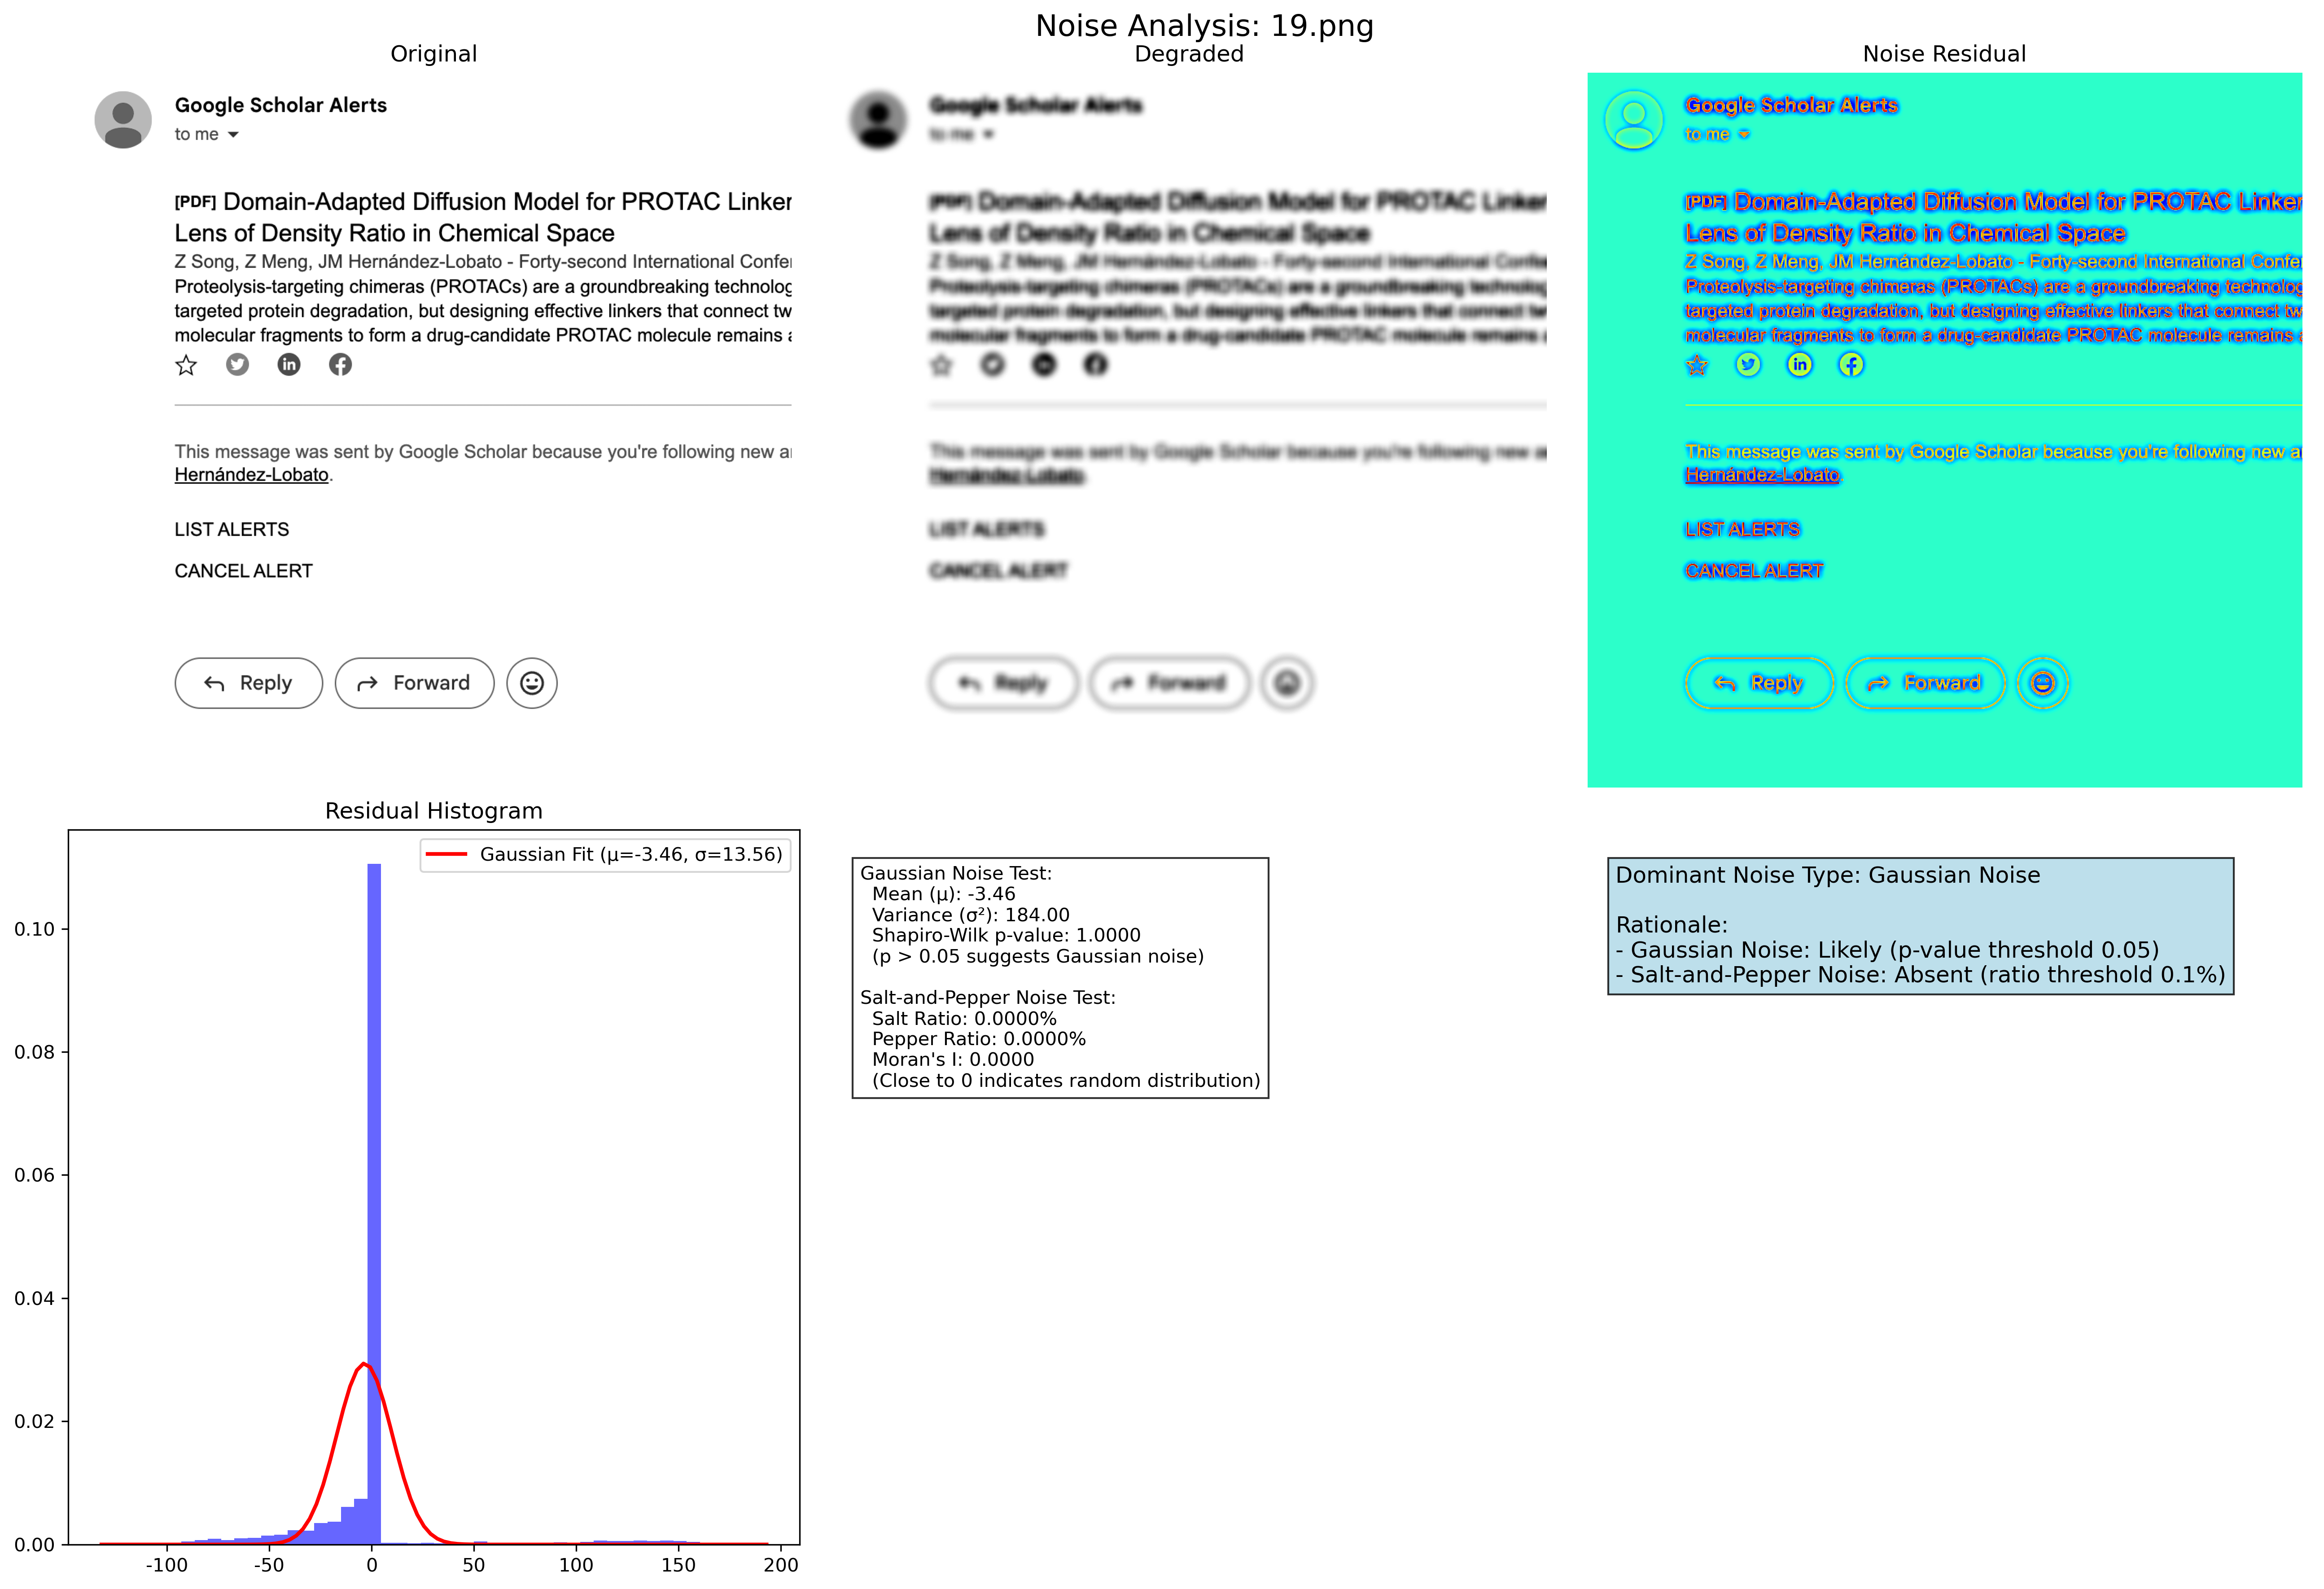 Noise Analysis: 19.png
Original
Google Scholar Alerts
to me
[PDF] Domain-Adapted Diffusion Model for PROTAC Linker
Lens of Density Ratio in Chemical Space
Z Song, Z Meng, JM Hernández-Lobato - Forty-second International Confer
Proteolysis-targeting chimeras (PROTACs) are a groundbreaking technolog
targeted protein degradation, but designing effective linkers that connect tw
molecular fragments to form a drug-candidate PROTAC molecule remains a
in
This message was sent by Google Scholar because you're following new a
Hernández-Lobato.
LIST ALERTS
CANCEL ALERT
Reply
Forward
Degraded
Google Scholar Alerts
to me
[PDF] Domain-Adapted Diffusion Model for PROTAC Linker
Lens of Density Ratio in Chemical Space
Z Song, Z Meng, JM Hernández-Lobato - Forty-second International Confe
Proteolysis-targeting chimeras (PROTACs) are a groundbreaking technolog
targeted protein degradation, but designing effective linkers that connect tw
molecular fragments to form a drug-candidate PROTAC molecule remains a
in
This message was sent by Google Scholar because you're following new a
Hernández-Lobato
LIST ALERTS
CANCEL ALERT
Reply
Forward
Noise Residual
Google Scholar Alerts
to me
[PDF] Domain-Adapted Diffusion Model for PROTAC Linker
Lens of Density Ratio in Chemical Space
Z Song, Z Meng, JM Hernández-Lobato - Forty-second International Confer
Proteolysis-targeting chimeras (PROTACs) are a groundbreaking technolog
targeted protein degradation, but designing effective linkers that connect tw
molecular fragments to form a drug-candidate PROTAC molecule remains a
in
This message was sent by Google Scholar because you're following new a
Hernández-Lobato
LIST ALERTS
CANCEL ALERT
Reply
Forward
Residual Histogram
Gaussian Fit (μ=-3.46, σ=13.56)
0.10
0.08
0.06
0.04
0.02
0.00
-100
-50
0
50
100
150
200
Gaussian Noise Test:
Mean (μ): -3.46
Variance (σ²): 184.00
Shapiro-Wilk p-value: 1.0000
(p > 0.05 suggests Gaussian noise)
Salt-and-Pepper Noise Test:
Salt Ratio: 0.0000%
Pepper Ratio: 0.0000%
Moran's I: 0.0000
(Close to 0 indicates random distribution)
Dominant Noise Type: Gaussian Noise
Rationale:
- Gaussian Noise: Likely (p-value threshold 0.05)
- Salt-and-Pepper Noise: Absent (ratio threshold 0.1%)